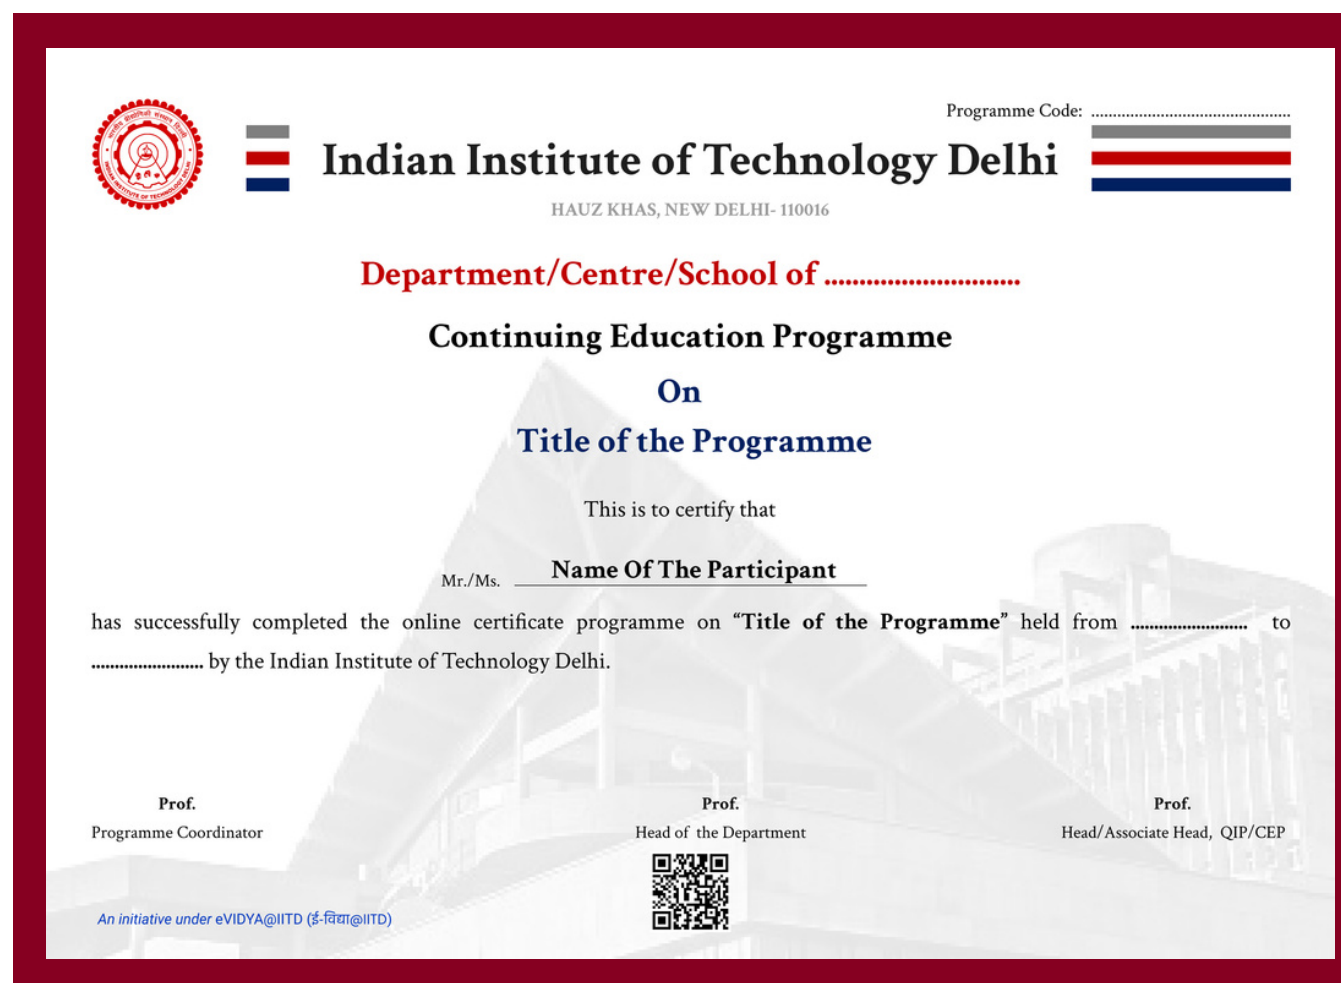 Programme Code: ................................................
Indian Institute of Technology Delhi
HAUZ KHAS, NEW DELHI- 110016
Department/Centre/School of ............................
Continuing Education Programme
On
Title of the Programme
This is to certify that
Mr./Ms. Name Of The Participant
has successfully completed the online certificate programme on “Title of the Programme” held from ......................... to
........................ by the Indian Institute of Technology Delhi.
Prof. Prof. Prof.
Programme Coordinator Head of the Department Head/Associate Head, QIP/CEP
An initiative under eVIDYA@IITD (ई-विद्या@IITD)